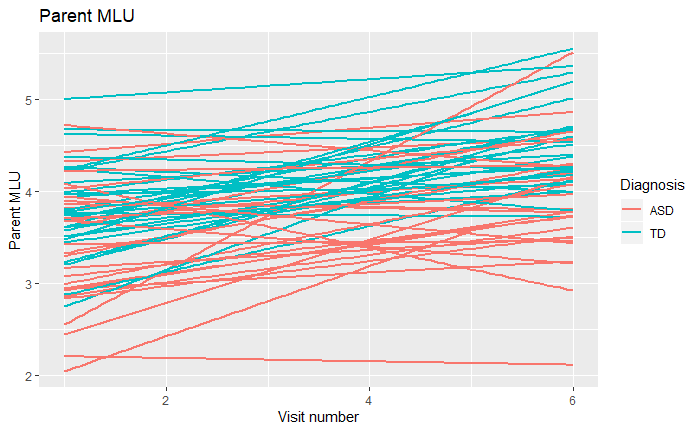 Parent MLU
Parent MLU
5
4
3
2
2
4
6
Visit number
Diagnosis
ASD
TD